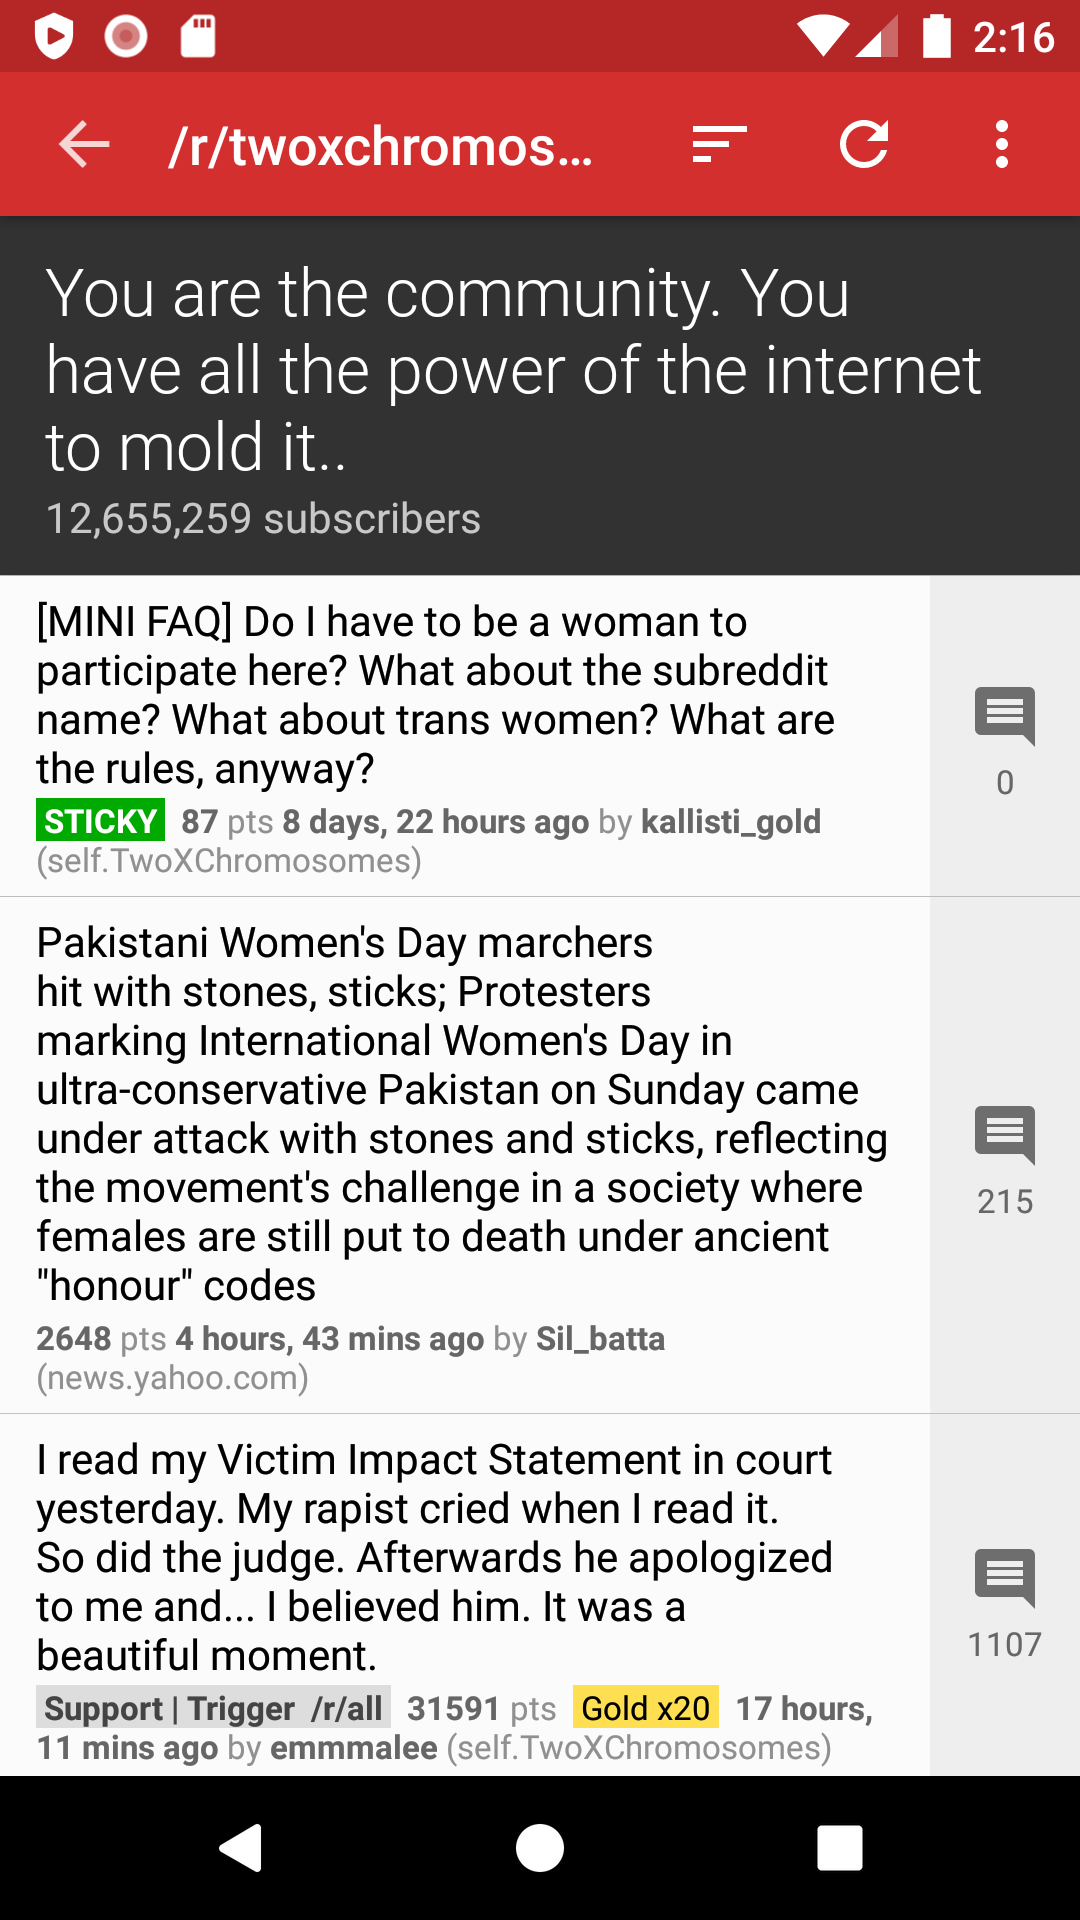 2:16
/r/twoxchromos...
You are the community. You
have all the power of the internet
to mold it..
12,655,259 subscribers
[MINI FAQ] Do I have to be a woman to
participate here? What about the subreddit
name? What about trans women? What are
the rules, anyway?
STICKY 87 pts 8 days, 22 hours ago by kallisti_gold
(self.TwoXChromosomes)
0
Pakistani Women's Day marchers
hit with stones, sticks; Protesters
marking International Women's Day in
ultra-conservative Pakistan on Sunday came
under attack with stones and sticks, reflecting
the movement's challenge in a society where
females are still put to death under ancient
"honour" codes
2648 pts 4 hours, 43 mins ago by Sil_batta
(news.yahoo.com)
215
I read my Victim Impact Statement in court
yesterday. My rapist cried when I read it.
So did the judge. Afterwards he apologized
to me and... I believed him. It was a
beautiful moment.
Support | Trigger /r/all 31591 pts Gold x20 17 hours,
11 mins ago by emmmalee (self.TwoXChromosomes)
1107